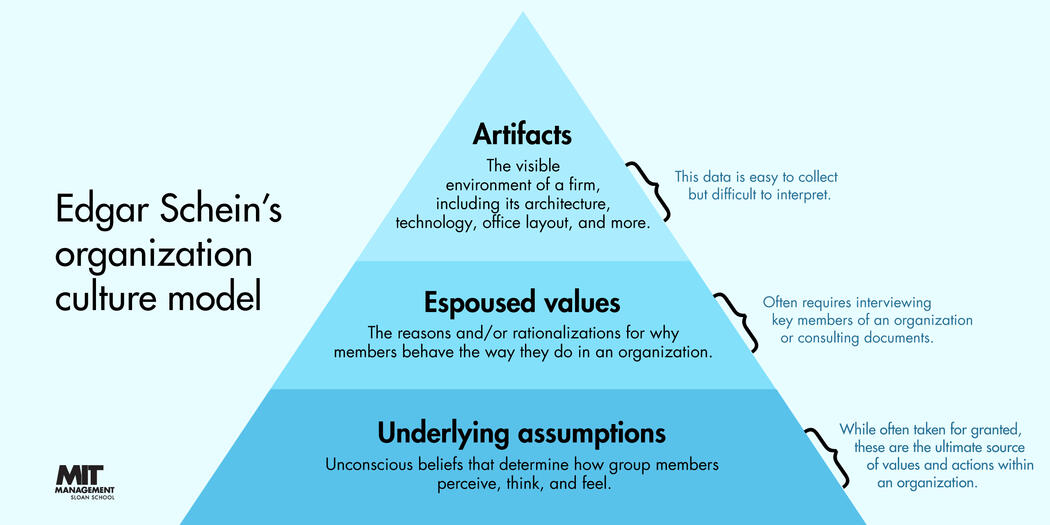 Edgar Schein's
organization
culture model
Artifacts
The visible
environment of a firm,
including its architecture,
technology, office layout, and more.
This data is easy to collect
but difficult to interpret.
Espoused values
The reasons and/or rationalizations for why
members behave the way they do in an organization.
Often requires interviewing
key members of an organization
or consulting documents.
Underlying assumptions
Unconscious beliefs that determine how group members
perceive, think, and feel.
While often taken for granted,
these are the ultimate source
of values and actions within
an organization.
MIT
MANAGEMENT
SLOAN SCHOOL